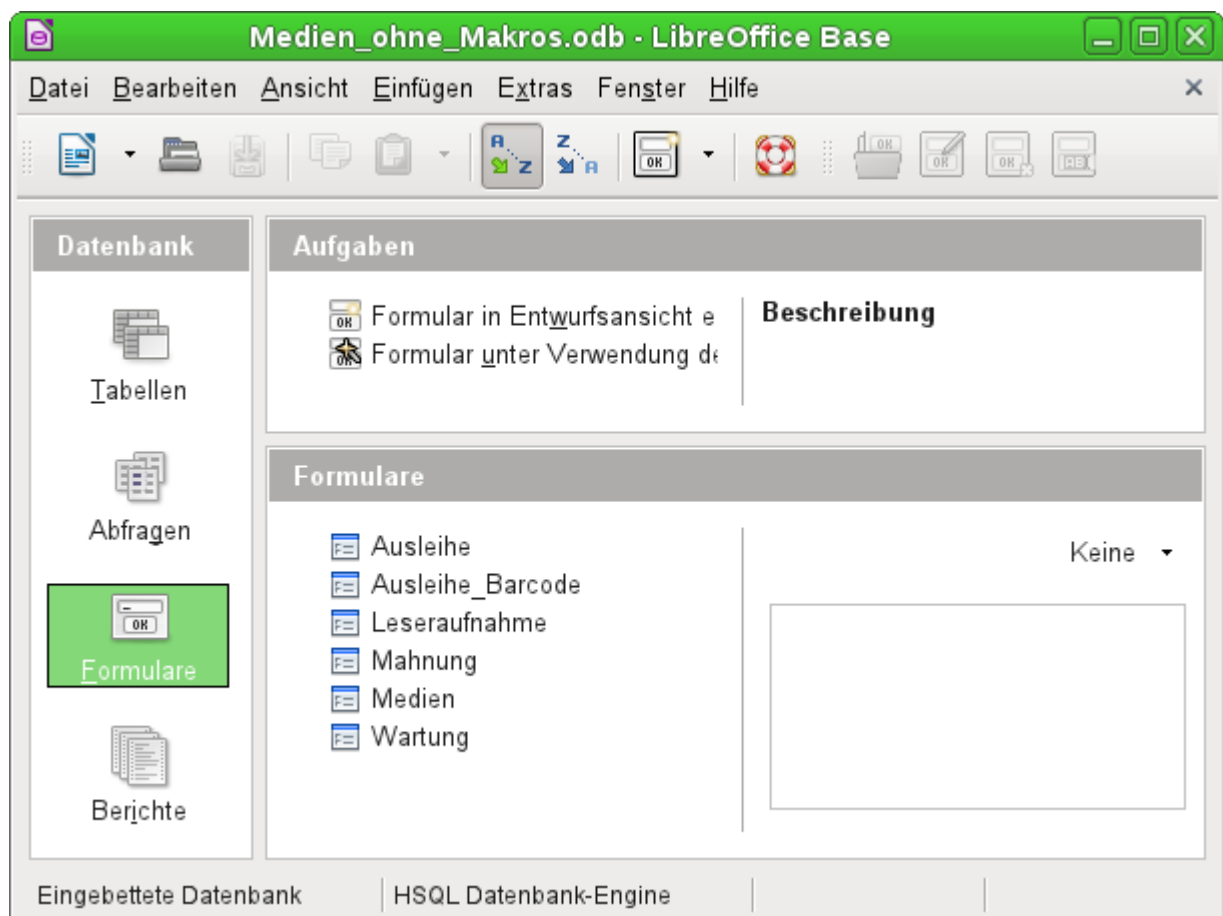 Medien_ohne_Makros.odb - LibreOffice Base
Datei Bearbeiten Ansicht Einfügen Extras Fenster Hilfe
Datenbank
Tabellen
Abfragen
Formulare
Berichte
Aufgaben
Formular in Entwurfsansicht e
Formular unter Verwendung de
Beschreibung
Formulare
Ausleihe
Ausleihe_Barcode
Leseraufnahme
Mahnung
Medien
Wartung
Keine
Eingebettete Datenbank HSQL Datenbank-Engine